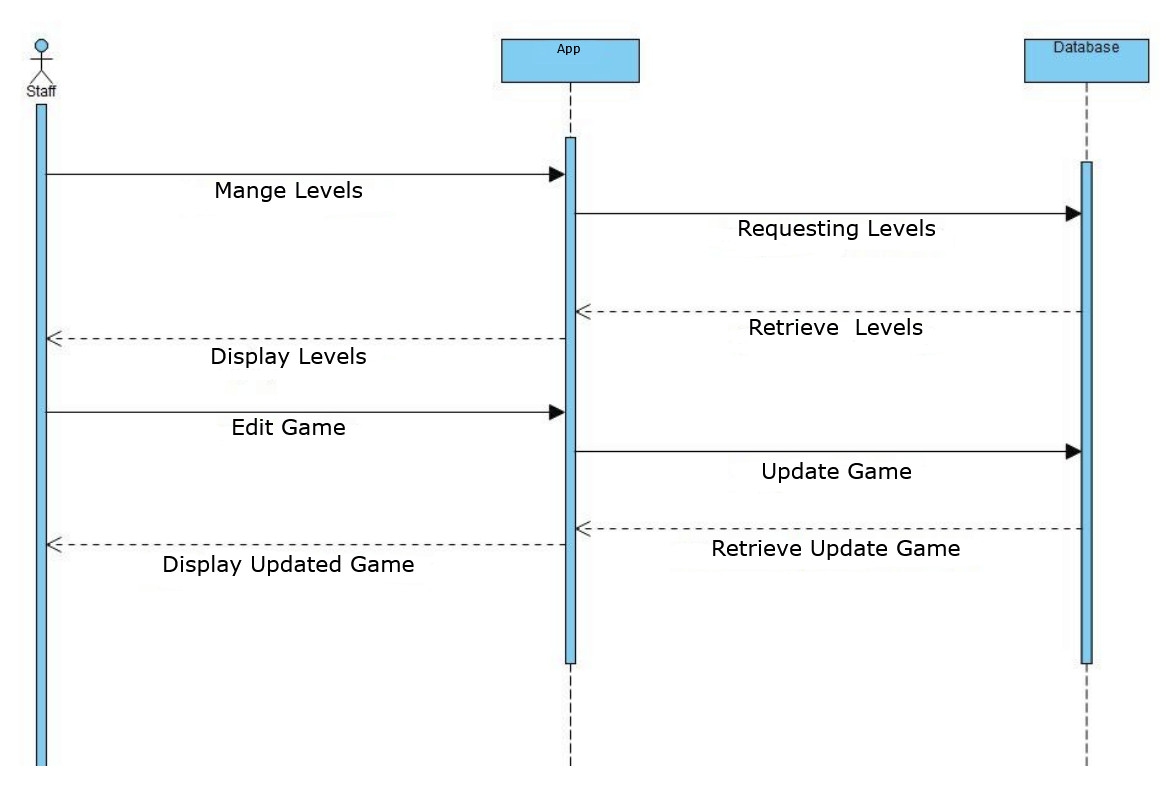 App
Database
Staff
Mange Levels
Requesting Levels
Retrieve  Levels
Display Levels
Edit Game
Update Game
Retrieve Update Game
Display Updated Game